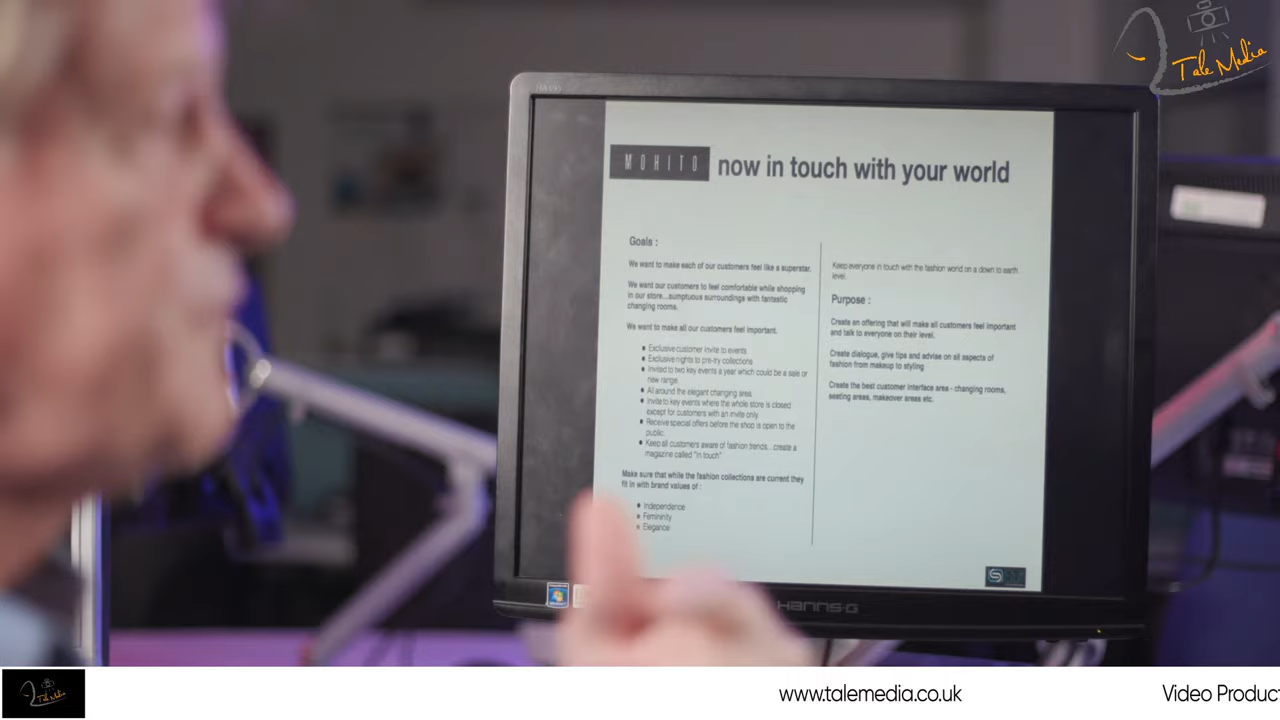 Tale Media
HANNS·G
MOHITO now in touch with your world
Goals :
We want to make each of our customers feel like a superstar.
We want our customers to feel comfortable while shopping
in our store...sumptuous surroundings with fantastic
changing rooms.
We want to make all our customers feel important.
Exclusive customer invite to events
Exclusive nights to pre-try collections.
Invited to two key events a year which could be a sale or
new range.
All around the elegant changing area.
Invite to key events where the whole store is closed
except for customers with an invite only.
Receive special offers before the shop is open to the
public.
Keep all customers aware of fashion trends...create a
magazine called "in touch"
Make sure that while the fashion collections are current they
fit in with brand values of :
Independence
Femininity
Elegance
Keep everyone in touch with the fashion world on a down to earth
level.
Purpose :
Create an offering that will make all customers feel important
and talk to everyone on their level.
Create dialogue, give tips and advise on all aspects of
fashion from makeup to styling
Create the best customer interface area - changing rooms,
seating areas, makeover areas etc.
HANNS-G
Tale Media
www.talemedia.co.uk
Video Product